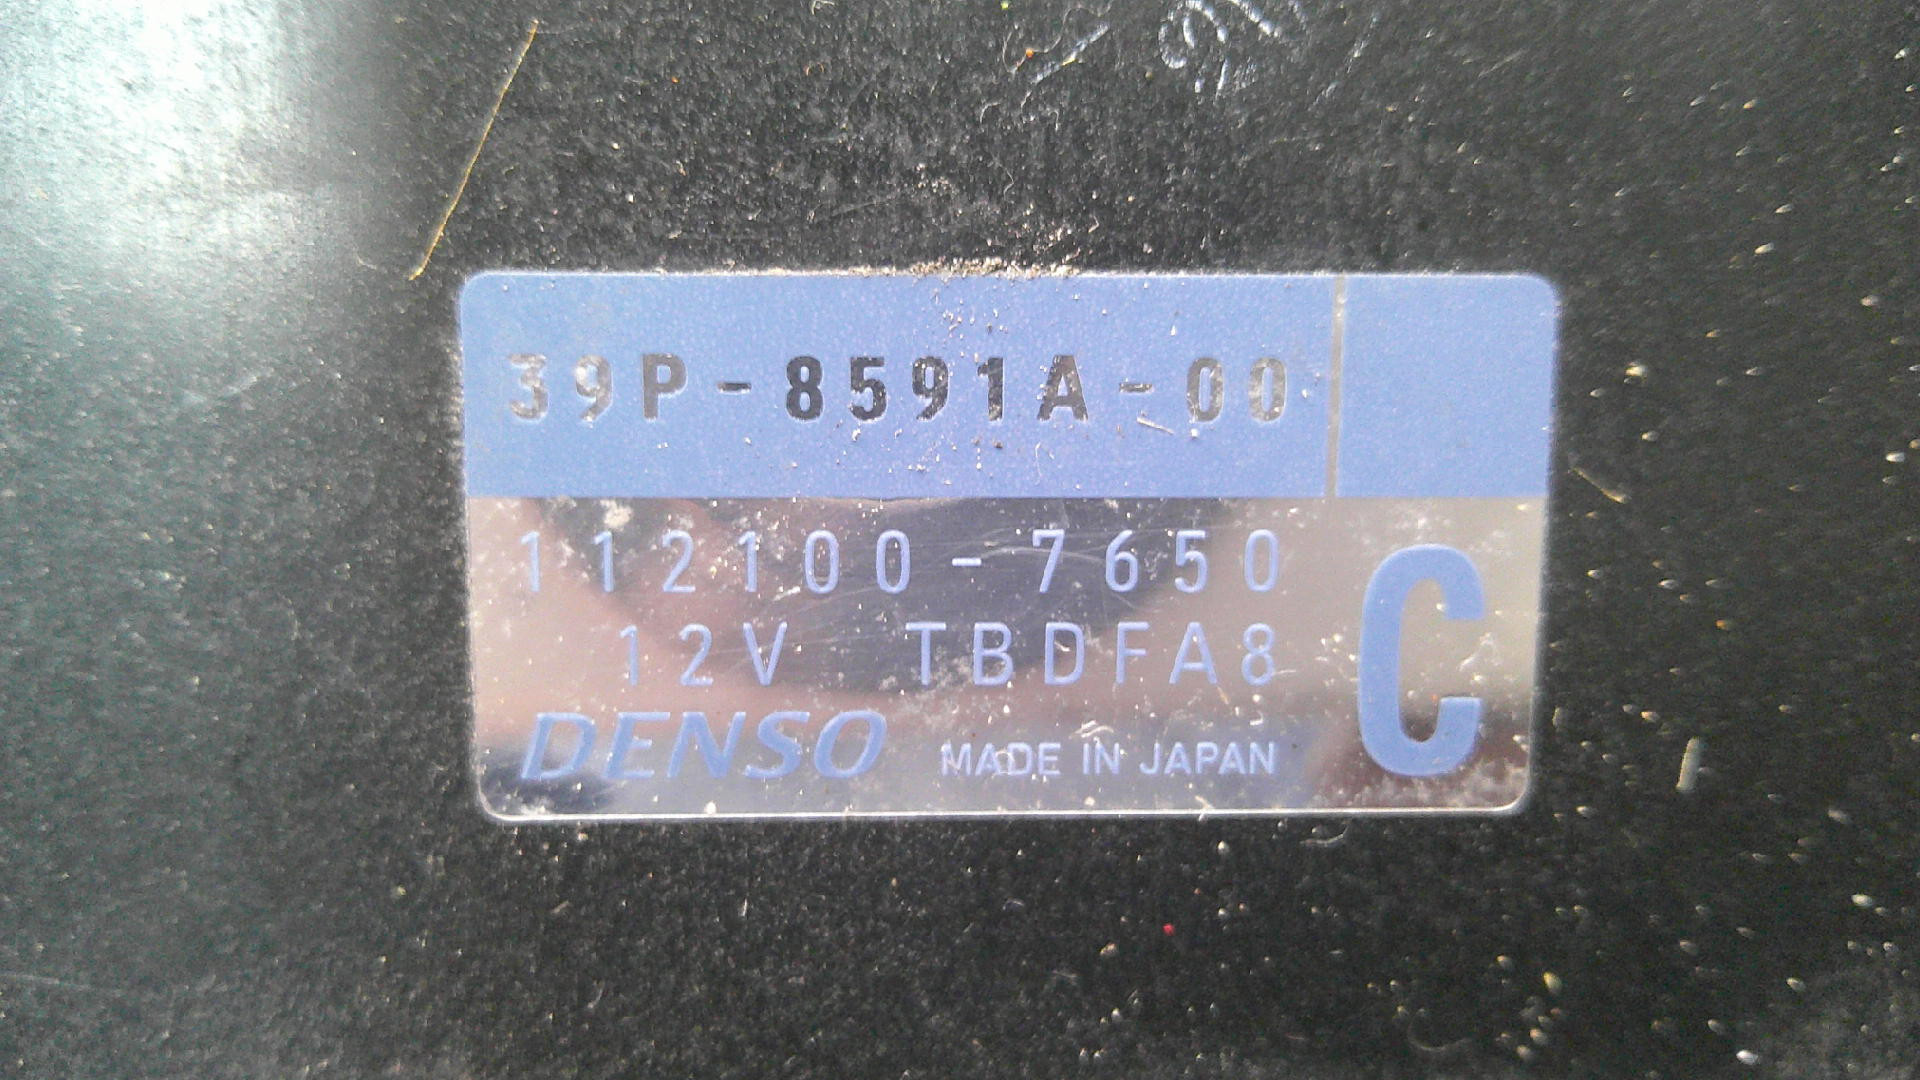 39P-8591A-00
112100-7650
12V TBDFA8
C
DENSO MADE IN JAPAN